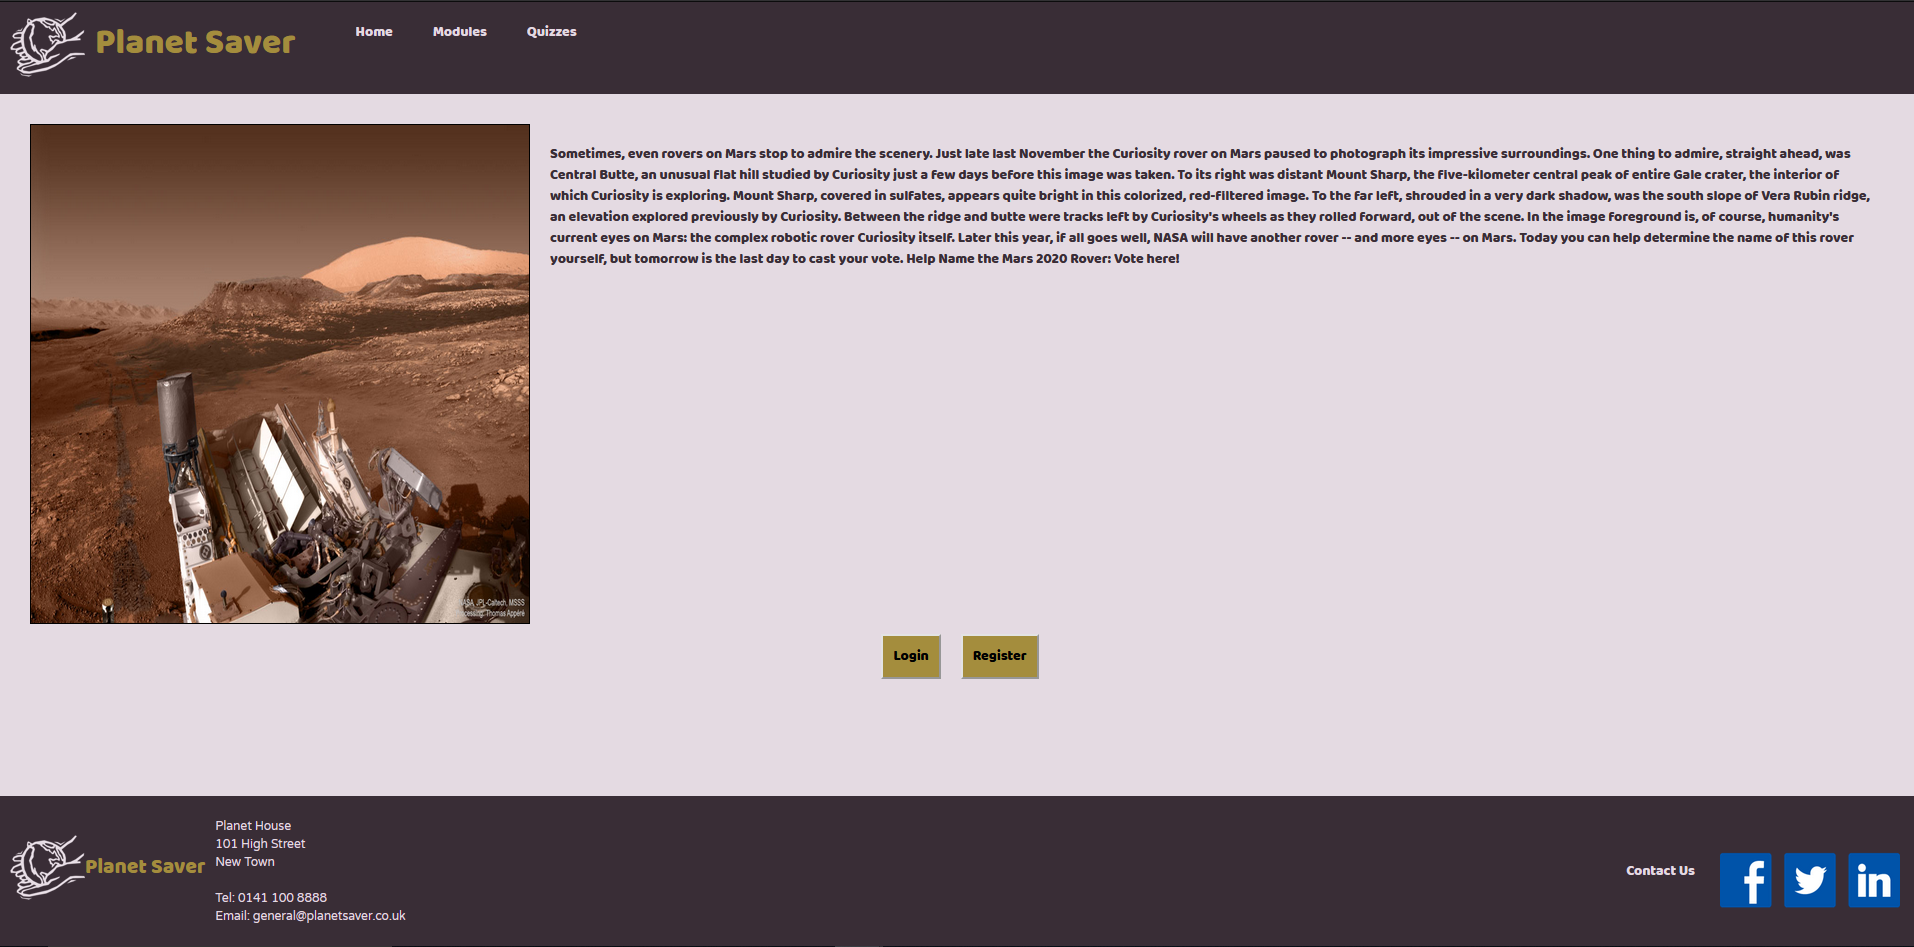 Planet Saver
Home
Modules
Quizzes
Sometimes, even rovers on Mars stop to admire the scenery. Just late last November the Curiosity rover on Mars paused to photograph its impressive surroundings. One thing to admire, straight ahead, was
Central Butte, an unusual flat hill studied by Curiosity just a few days before this image was taken. To its right was distant Mount Sharp, the five-kilometer central peak of entire Gale crater, the interior of
which Curiosity is exploring. Mount Sharp, covered in sulfates, appears quite bright in this colorized, red-filtered image. To the far left, shrouded in a very dark shadow, was the south slope of Vera Rubin ridge,
an elevation explored previously by Curiosity. Between the ridge and butte were tracks left by Curiosity's wheels as they rolled forward, out of the scene. In the image foreground is, of course, humanity's
current eyes on Mars: the complex robotic rover Curiosity itself. Later this year, if all goes well, NASA will have another rover -- and more eyes -- on Mars. Today you can help determine the name of this rover
yourself, but tomorrow is the last day to cast your vote. Help Name the Mars 2020 Rover: Vote here!
JPL-Caltech, MSSS
Thomas Appéré
Login
Register
Planet Saver
Planet House
101 High Street
New Town
Tel: 0141 100 8888
Email: general@planetsaver.co.uk
Contact Us
f
in